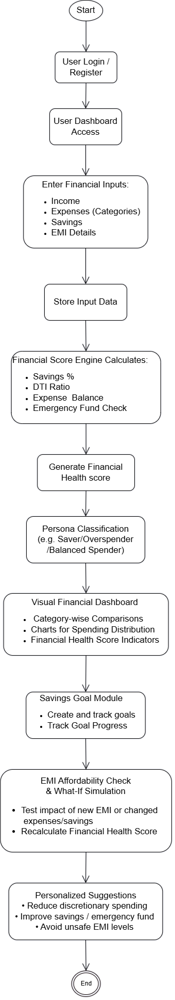 Start
User Login /
Register
User Dashboard
Access
Enter Financial Inputs:
• Income
• Expenses (Categories)
• Savings
• EMI Details
Store Input Data
Financial Score Engine Calculates:
• Savings %
• DTI Ratio
• Expense  Balance
• Emergency Fund Check
Generate Financial
Health score
Persona Classification
(e.g. Saver/Overspender
/Balanced Spender)
Visual Financial Dashboard
• Category-wise Comparisons
• Charts for Spending Distribution
• Financial Health Score Indicators
Savings Goal Module
• Create and track goals
• Track Goal Progress
EMI Affordability Check
& What-If Simulation
• Test impact of new EMI or changed
expenses/savings
• Recalculate Financial Health Score
Personalized Suggestions
• Reduce discretionary spending
• Improve savings / emergency fund
• Avoid unsafe EMI levels
End